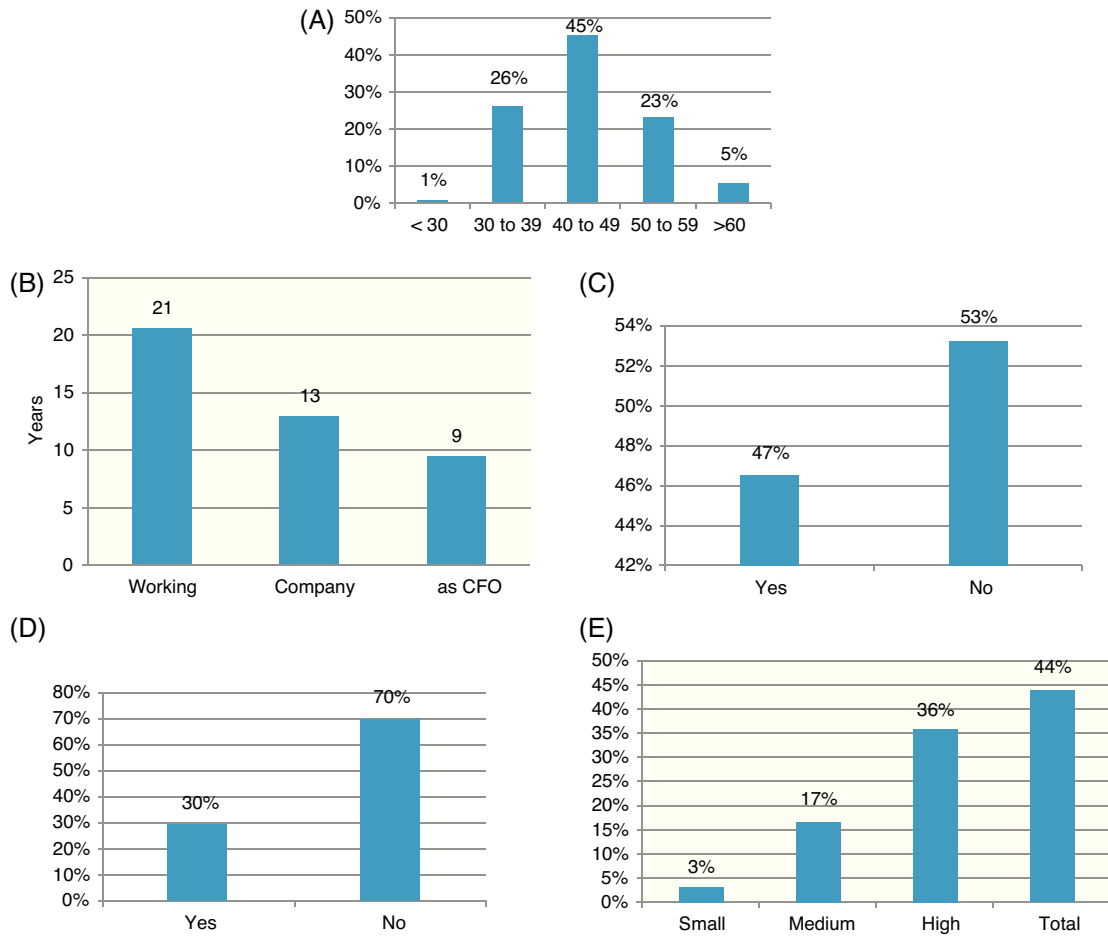 (A)
50%
40%
30%
20%
10%
0%
1%
26%
45%
23%
5%
< 30
30 to 39
40 to 49
50 to 59
>60
(B)
Years
25
20
15
10
5
0
21
13
9
Working
Company
as CFO
(C)
54%
52%
50%
48%
46%
44%
42%
47%
53%
Yes
No
(D)
80%
70%
60%
50%
40%
30%
20%
10%
0%
30%
70%
Yes
No
(E)
50%
45%
40%
35%
30%
25%
20%
15%
10%
5%
0%
3%
17%
36%
44%
Small
Medium
High
Total